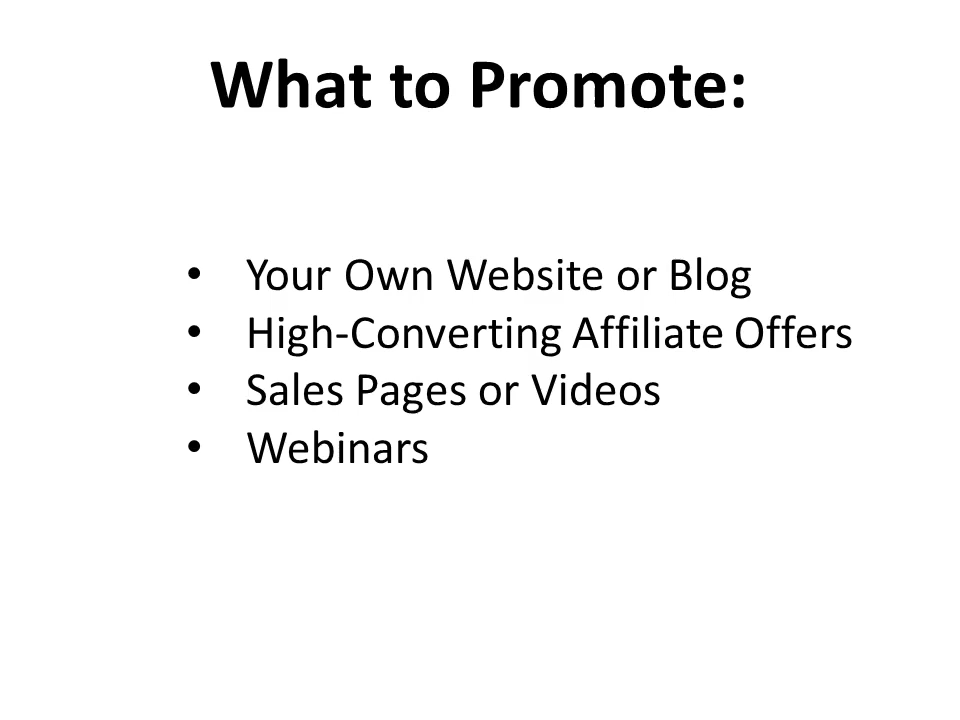 What to Promote:
• Your Own Website or Blog
• High-Converting Affiliate Offers
• Sales Pages or Videos
• Webinars